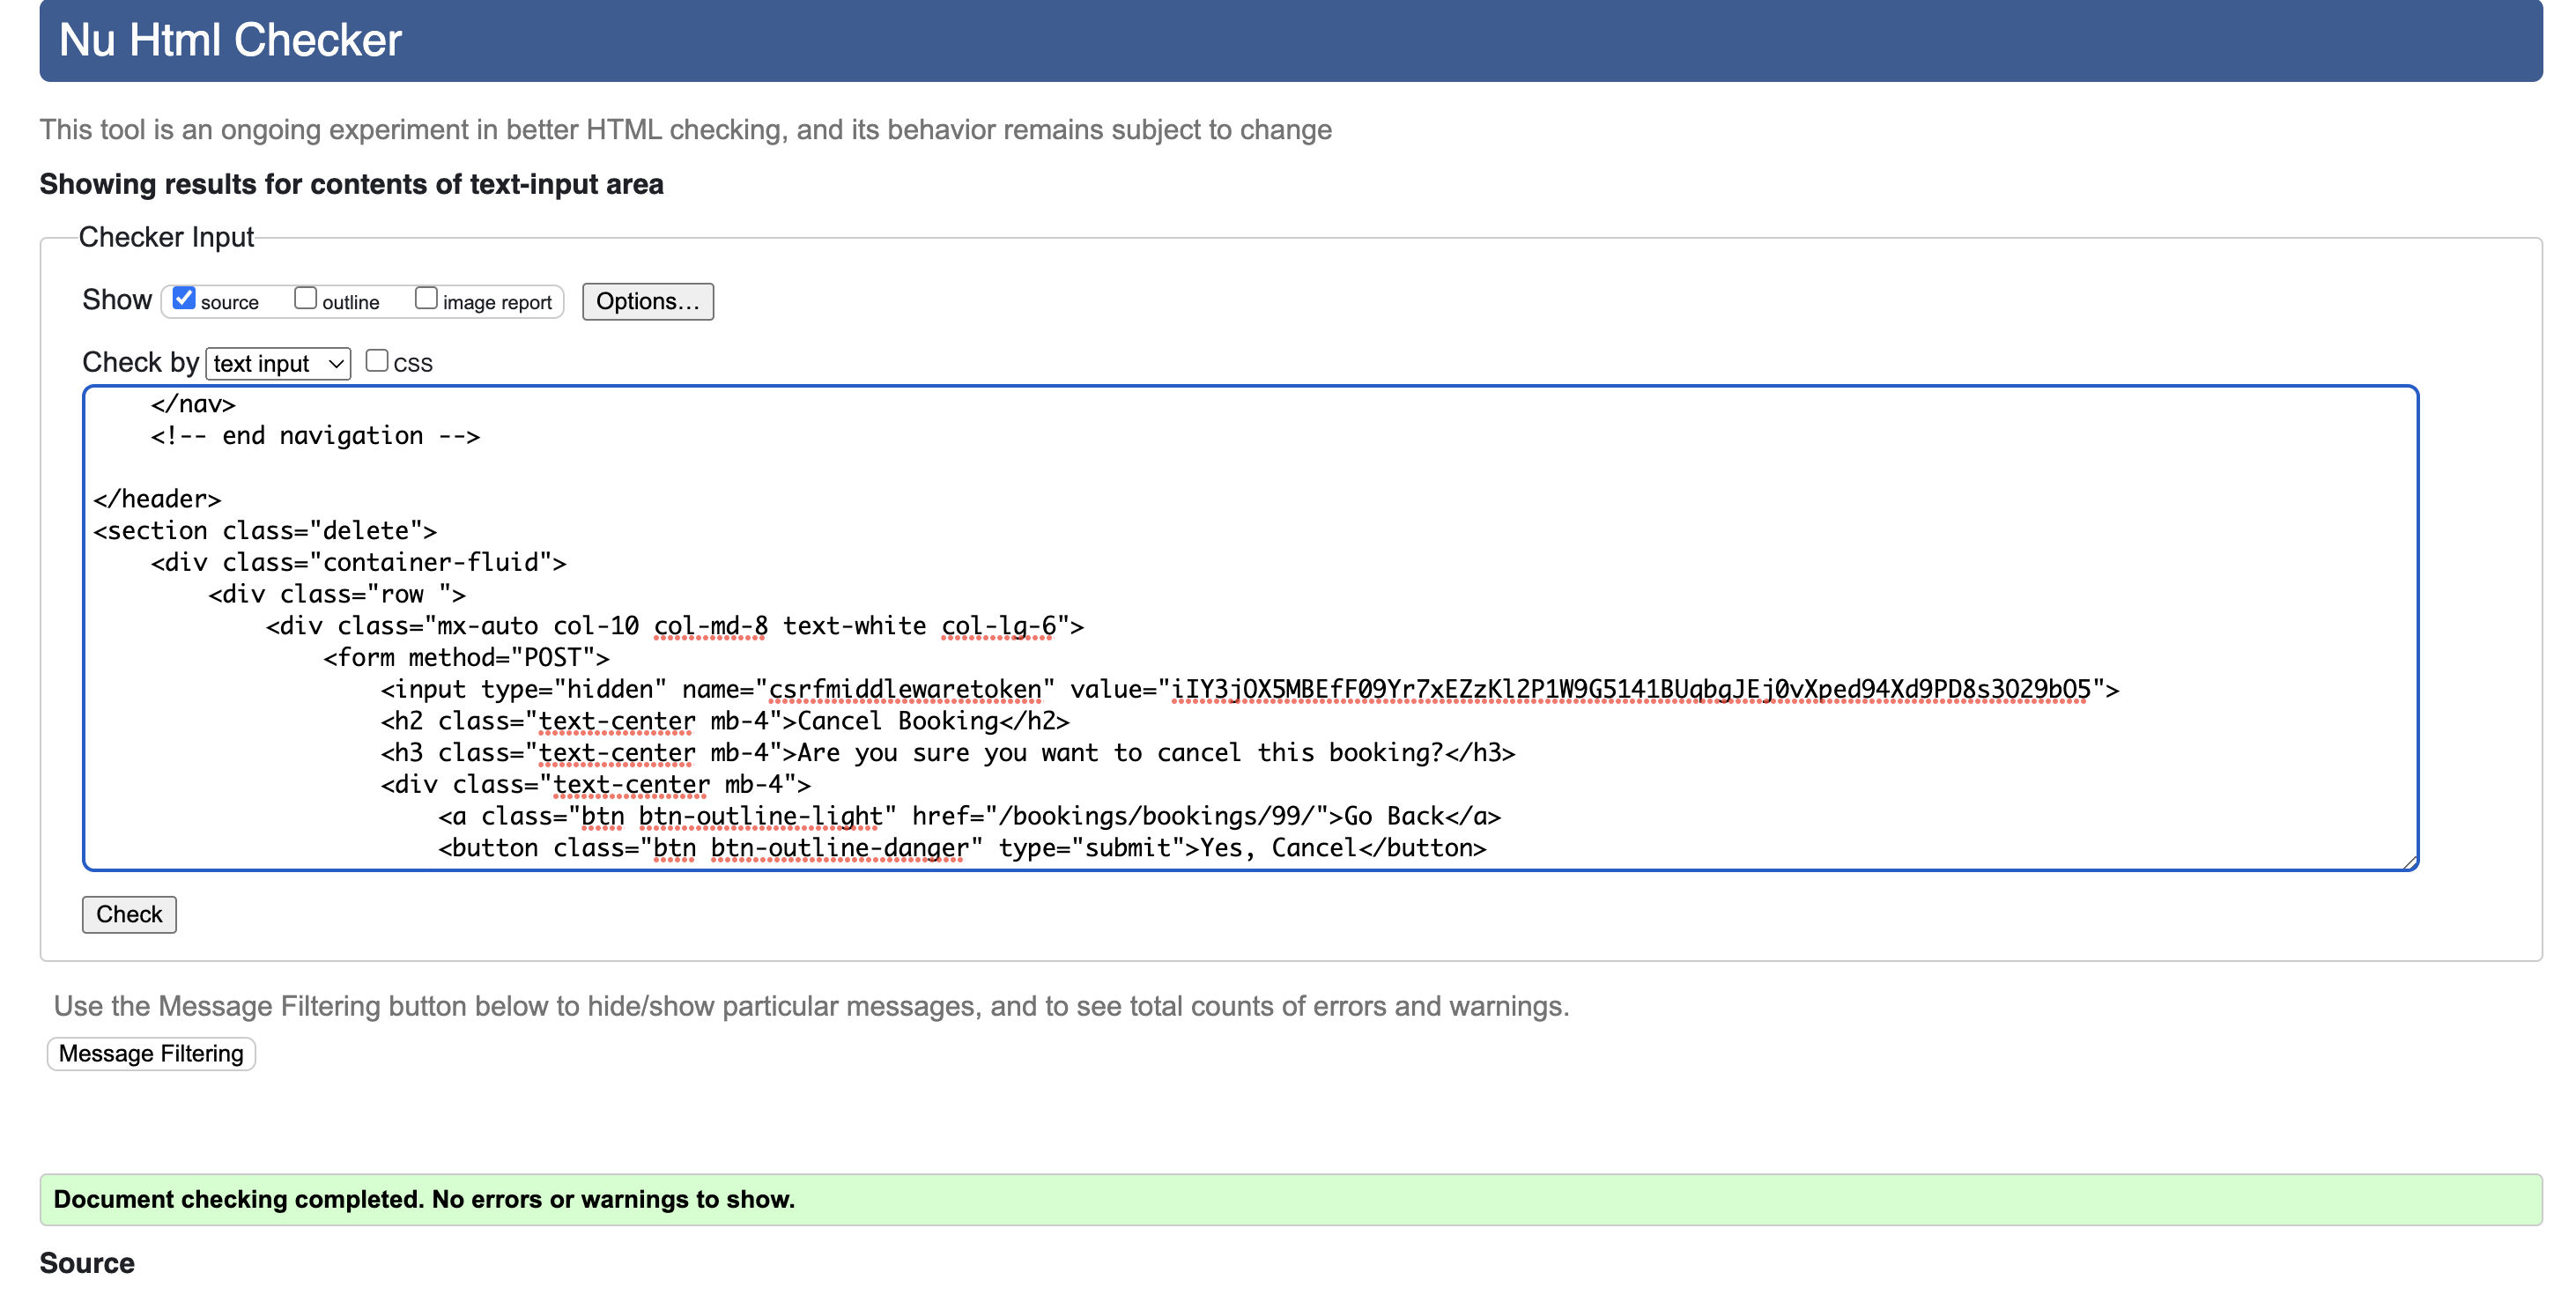 Nu Html Checker
This tool is an ongoing experiment in better HTML checking, and its behavior remains subject to change
Showing results for contents of text-input area
Checker Input
Show source outline image report Options...
Check by text input CSS
</nav>
<!-- end navigation -->
</header>
<section class="delete">
<div class="container-fluid">
<div class="row ">
<div class="mx-auto col-10 col-md-8 text-white col-lg-6">
<form method="POST">
<input type="hidden" name="csrfmiddlewaretoken" value="iIY3jOX5MBEfF09Yr7xEZzKl2P1W9G5141BUqbgJEj0vXped94Xd9PD8s3O29bO5">
<h2 class="text-center mb-4">Cancel Booking</h2>
<h3 class="text-center mb-4">Are you sure you want to cancel this booking?</h3>
<div class="text-center mb-4">
<a class="btn btn-outline-light" href="/bookings/bookings/99/">Go Back</a>
<button class="btn btn-outline-danger" type="submit">Yes, Cancel</button>
Check
Use the Message Filtering button below to hide/show particular messages, and to see total counts of errors and warnings.
Message Filtering
Document checking completed. No errors or warnings to show.
Source